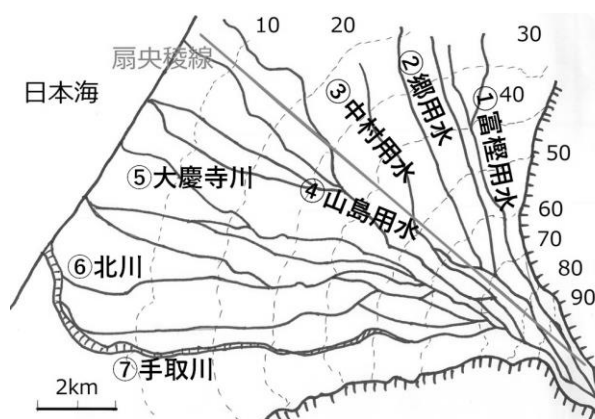 10
20
30
扇央稜線
日本海
②郷用水
①富樫用水
40
③中村用水
50
⑤大慶寺川
④山島用水
60
70
⑥北川
80
90
⑦手取川
2km